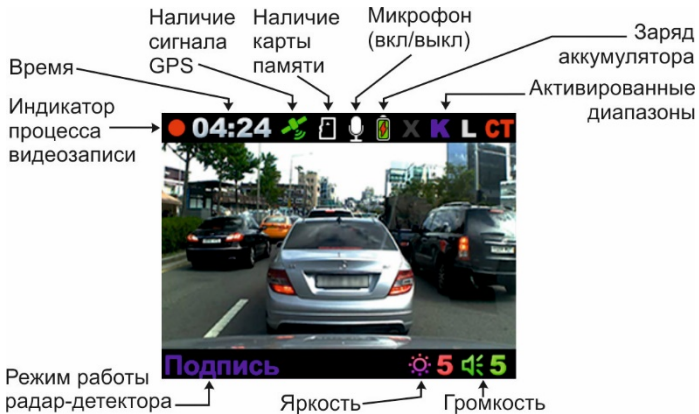 Наличие сигнала GPS
Наличие карты памяти
Микрофон (вкл/выкл)
Заряд аккумулятора
Время
Активированные диапазоны
Индикатор процесса видеозаписи
04:24 X K L CT
Подпись 5 5
Режим работы радар-детектора
Яркость
Громкость